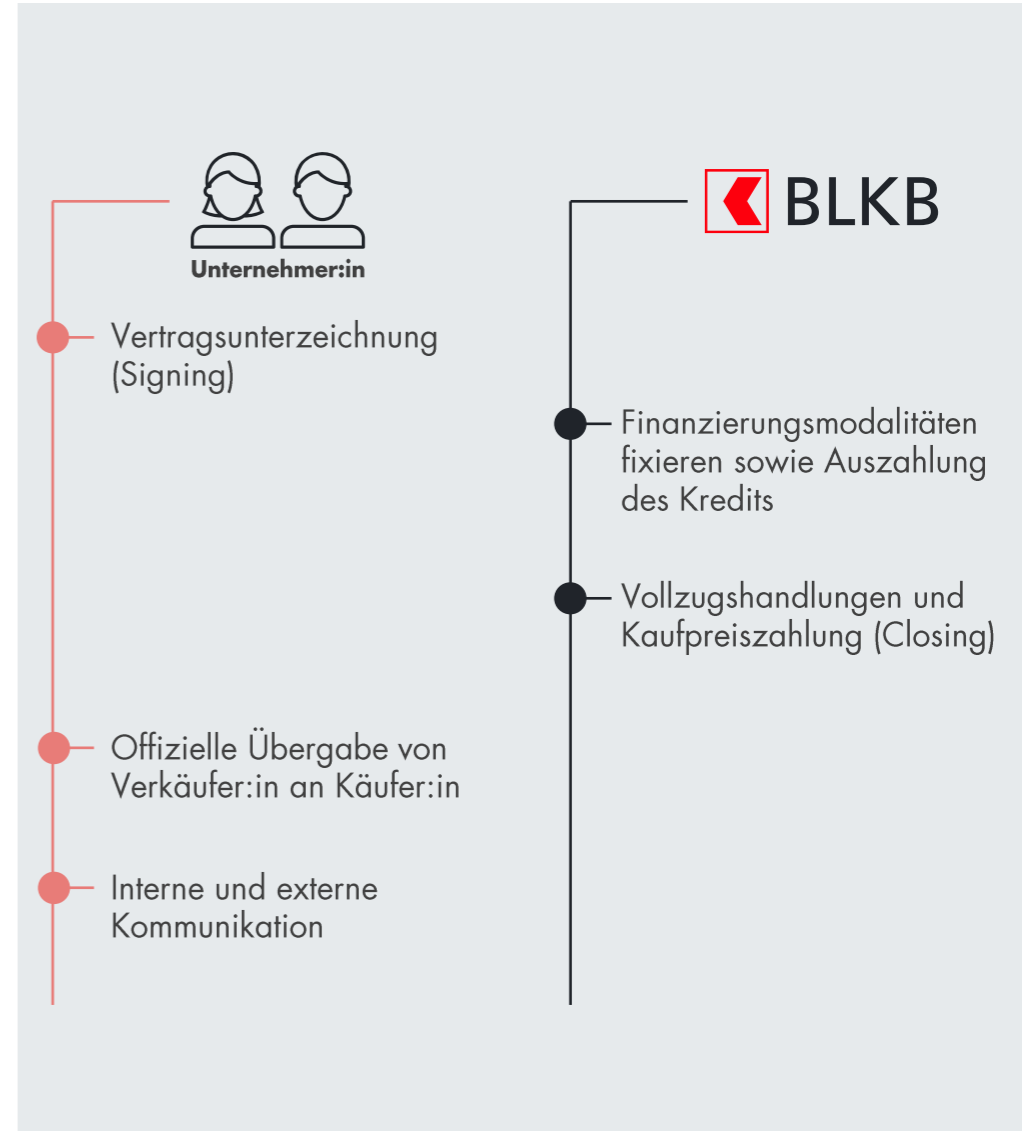 Unternehmer:in
Vertragsunterzeichnung
(Signing)
Offizielle Übergabe von
Verkäufer:in an Käufer:in
Interne und externe
Kommunikation
BLKB
Finanzierungsmodalitäten
fixieren sowie Auszahlung
des Kredits
Vollzugshandlungen und
Kaufpreiszahlung (Closing)